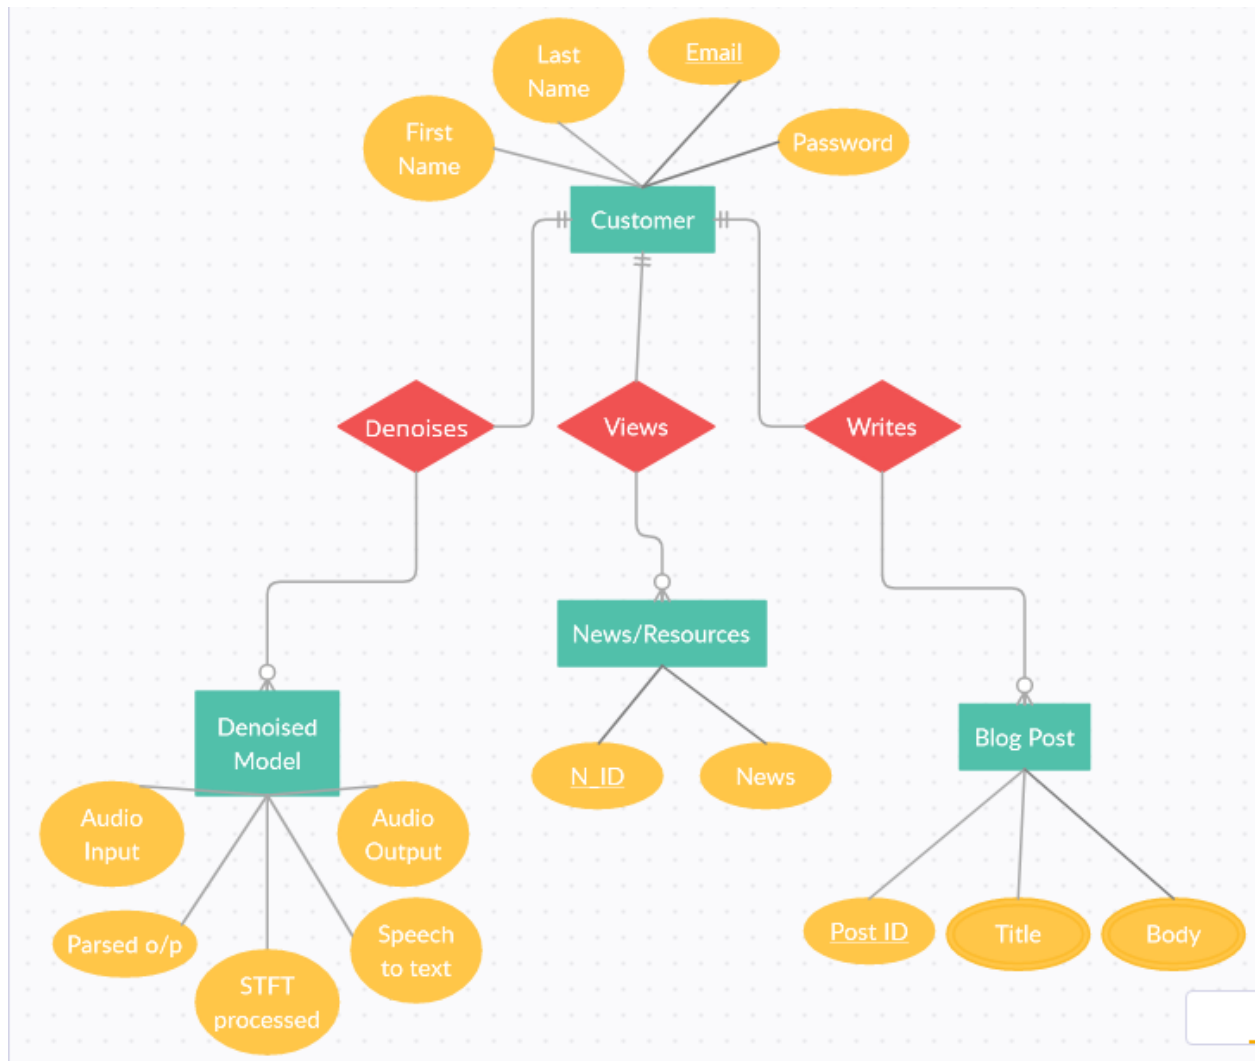 Last
Name
Email
First
Name
Password
Customer
Denoises
Views
Writes
News/Resources
Denoised
Model
Blog Post
N_ID
News
Audio
Input
Audio
Output
Parsed o/p
Speech
to text
STFT
processed
Post ID
Title
Body